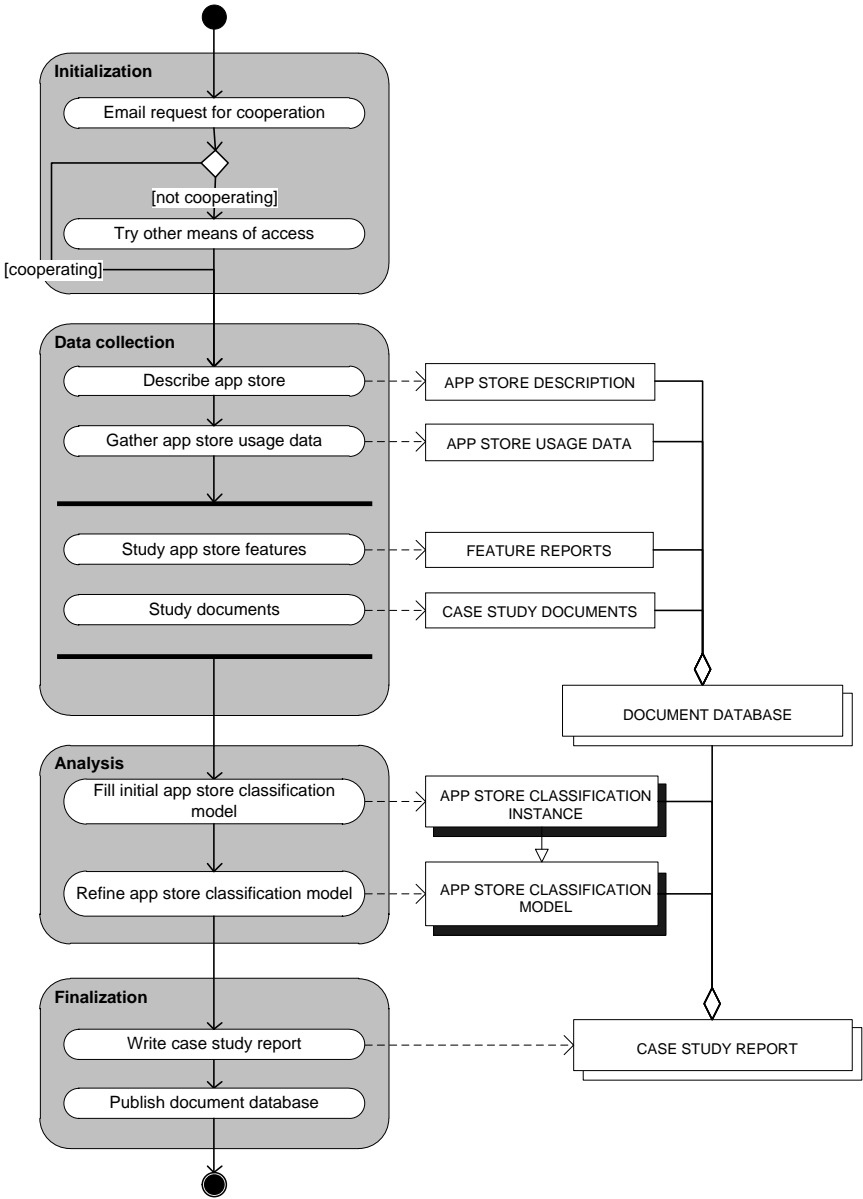 Initialization
Email request for cooperation
[not cooperating]
Try other means of access
[cooperating]
Data collection
Describe app store
APP STORE DESCRIPTION
Gather app store usage data
APP STORE USAGE DATA
Study app store features
FEATURE REPORTS
Study documents
CASE STUDY DOCUMENTS
DOCUMENT DATABASE
Analysis
Fill initial app store classification
model
APP STORE CLASSIFICATION
INSTANCE
Refine app store classification model
APP STORE CLASSIFICATION
MODEL
Finalization
Write case study report
CASE STUDY REPORT
Publish document database